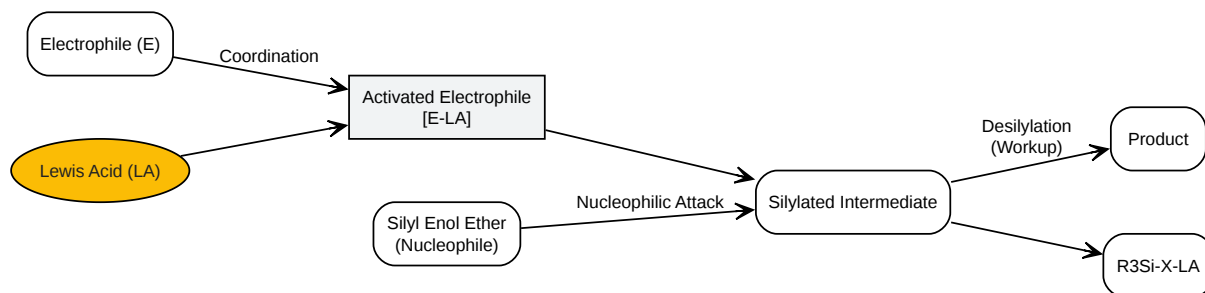 Electrophile (E)
Coordination
Lewis Acid (LA)
Activated Electrophile
[E-LA]
Silyl Enol Ether
(Nucleophile)
Nucleophilic Attack
Silylated Intermediate
Desilylation
(Workup)
Product
R3Si-X-LA